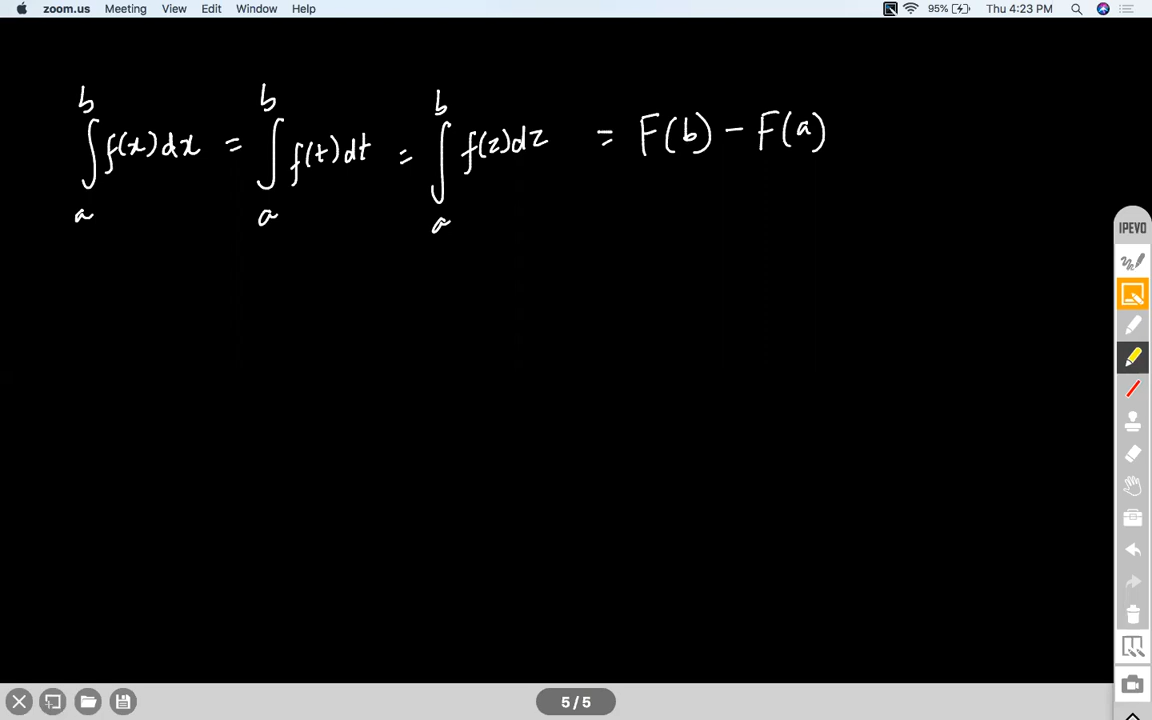 zoom.us Meeting View Edit Window Help 95% Thu 4:23 PM
∫_a^b f(x)dx = ∫_a^b f(t)dt = ∫_a^b f(z)dz = F(b) − F(a)
IPEVO
5 / 5